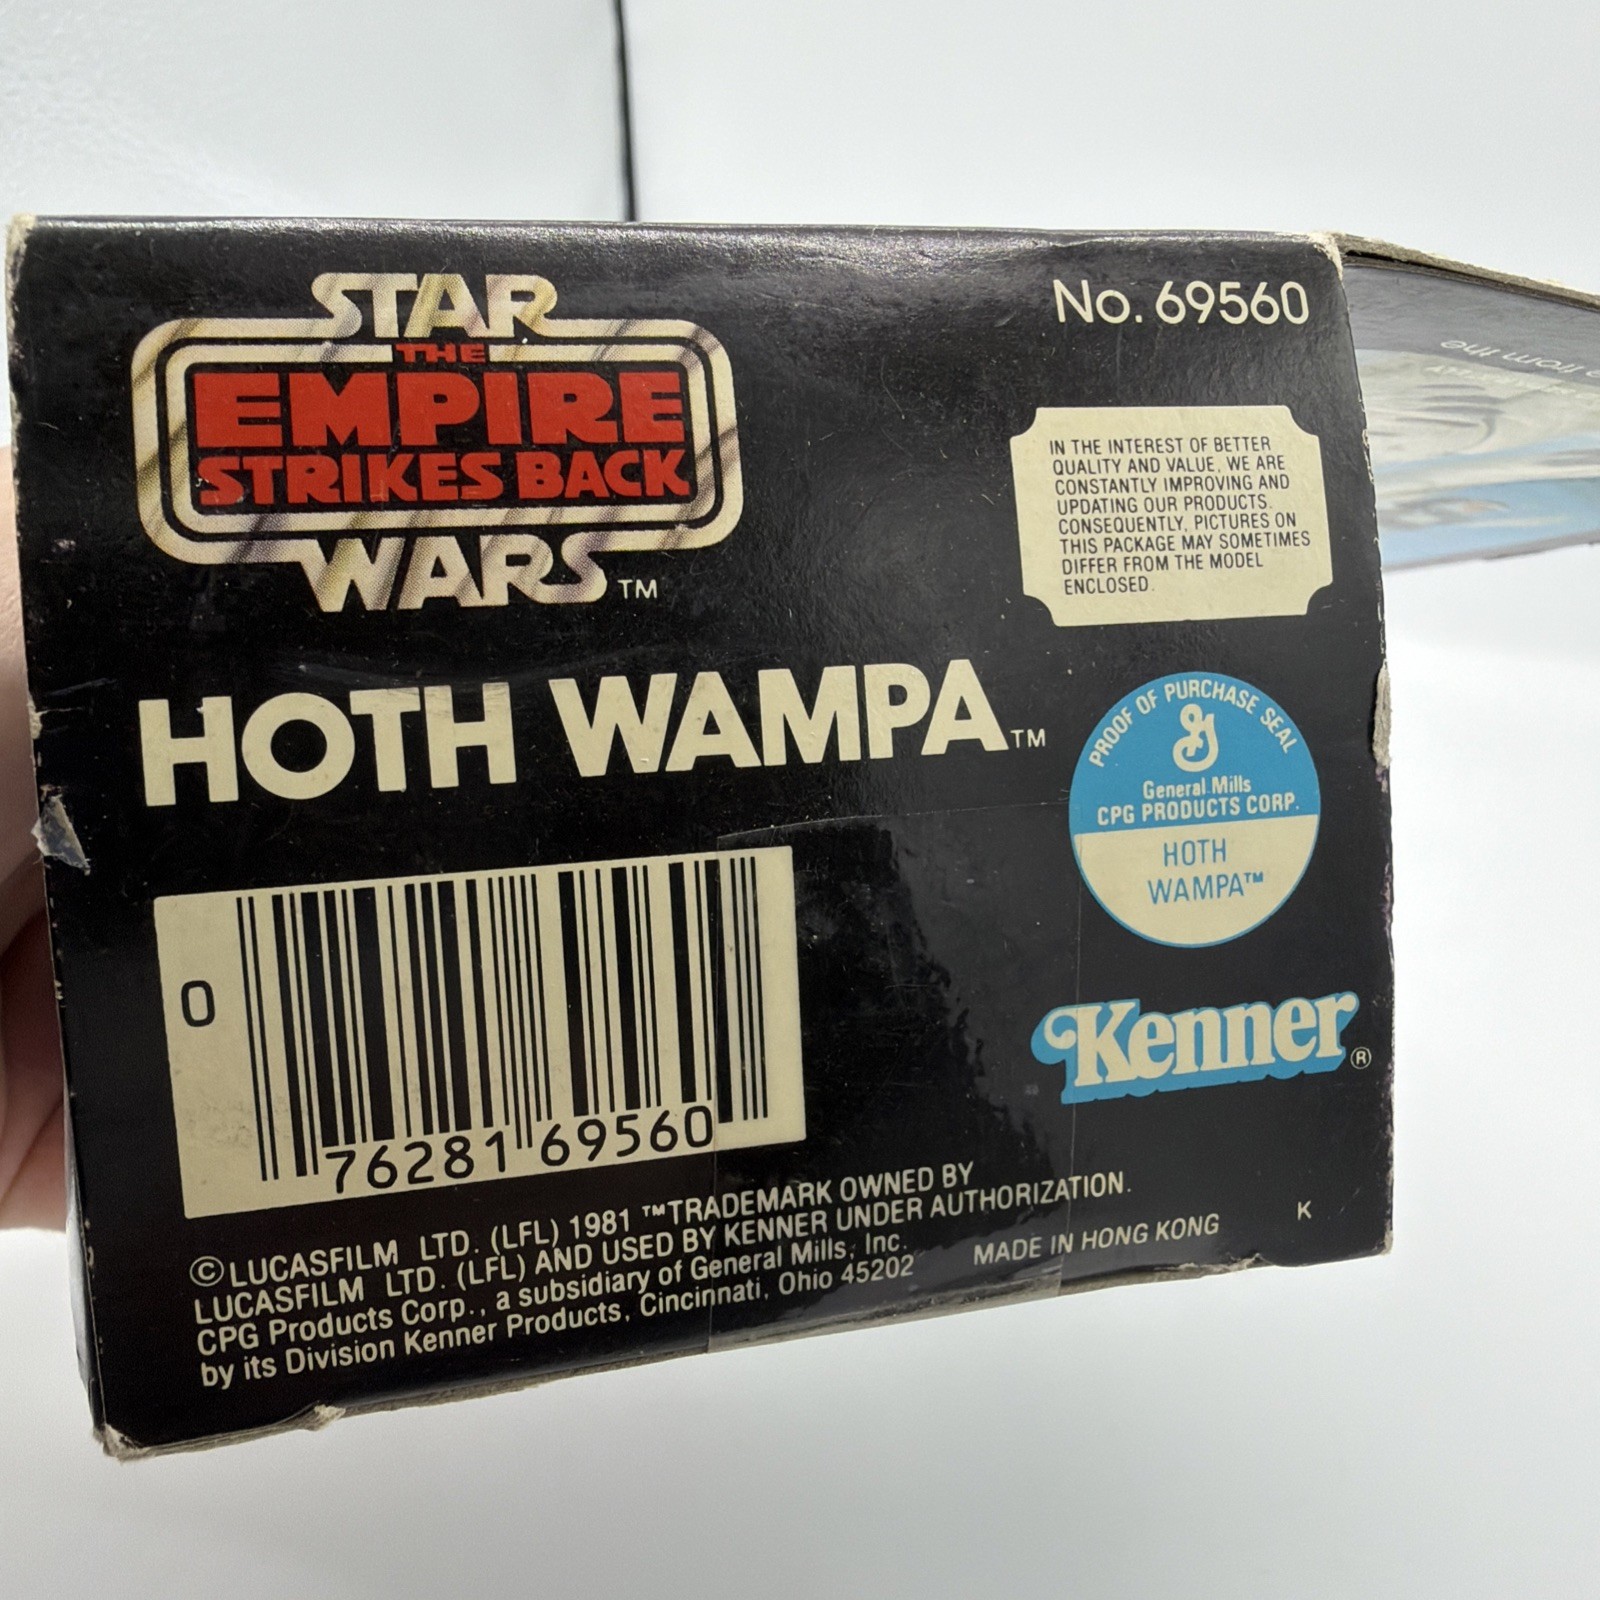 STAR
THE
EMPIRE
STRIKES BACK
WARS™
No. 69560
IN THE INTEREST OF BETTER
QUALITY AND VALUE, WE ARE
CONSTANTLY IMPROVING AND
UPDATING OUR PRODUCTS.
CONSEQUENTLY, PICTURES ON
THIS PACKAGE MAY SOMETIMES
DIFFER FROM THE MODEL
ENCLOSED.
HOTH WAMPA™
PROOF OF PURCHASE SEAL
G
General Mills
CPG PRODUCTS CORP.
HOTH
WAMPA™
0
76281 69560
Kenner®
© LUCASFILM LTD. (LFL) 1981 ™TRADEMARK OWNED BY
LUCASFILM LTD. (LFL) AND USED BY KENNER UNDER AUTHORIZATION.
CPG Products Corp., a subsidiary of General Mills, Inc.
by its Division Kenner Products, Cincinnati, Ohio 45202
MADE IN HONG KONG
K
from the